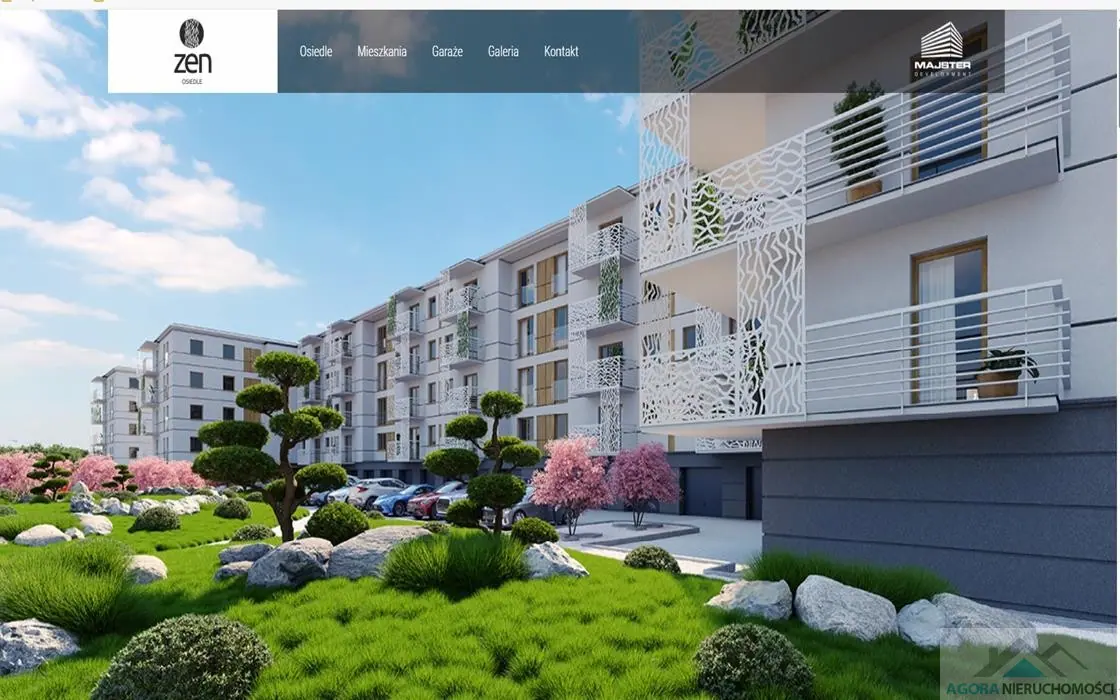 zen
OSIEDLE
Osiedle Mieszkania Garaże Galeria Kontakt
MAJSTER
DEVELOPMENT
AGORA NIERUCHOMOŚCI